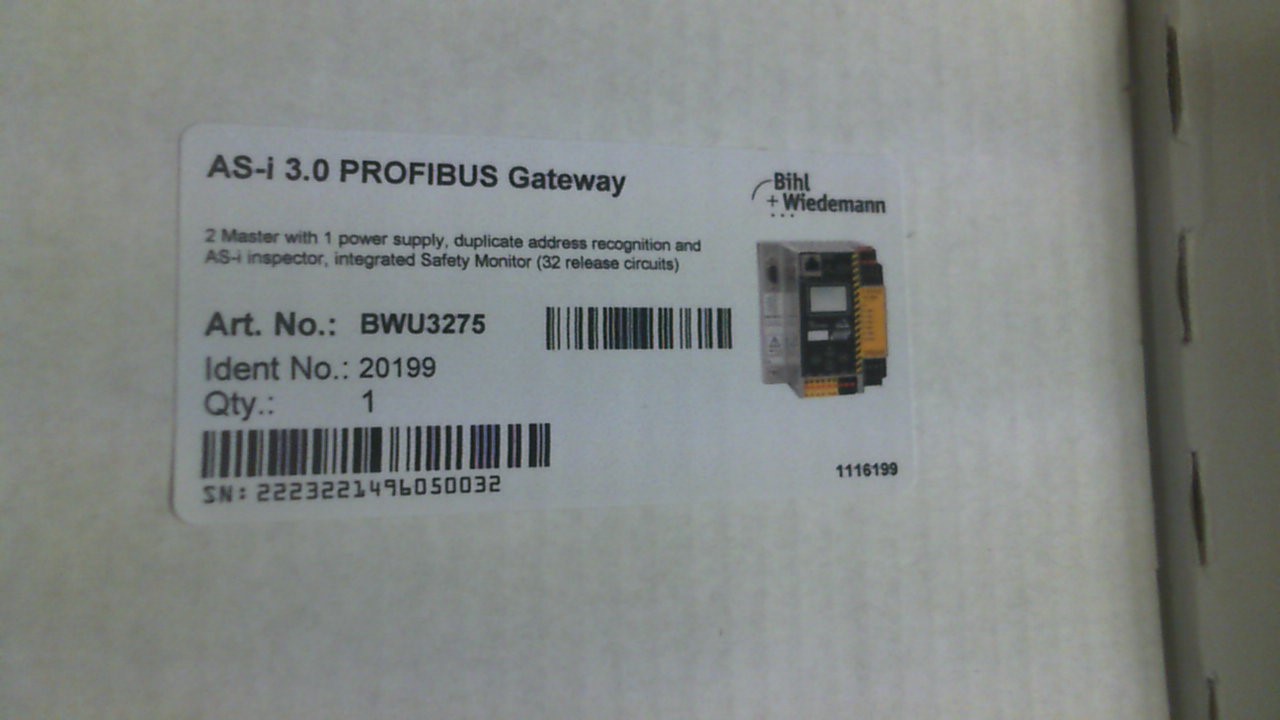 AS-i 3.0 PROFIBUS Gateway
Bihl
+ Wiedemann
2 Master with 1 power supply, duplicate address recognition and
AS-i inspector, integrated Safety Monitor (32 release circuits)
Art. No.: BWU3275
Ident No.: 20199
Qty.: 1
SN: 2223221496050032
1116199